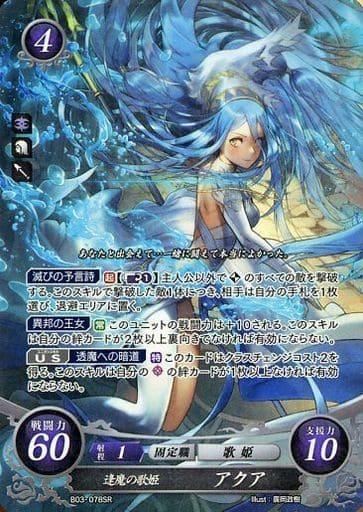 4
あなたと出会えて…一緒に闘えて本当によかった。
滅びの予言詩 起 【1】主人公以外で のすべての敵を撃破
する。このスキルで撃破した敵1体につき、相手は自分の手札を1枚
選び、退避エリアに置く。
異邦の王女 常 このユニットの戦闘力は+10される。このスキル
は自分の絆カードが2枚以上裏向きでなければ有効にならない。
US 透魔への暗道 特 このカードはクラスチェンジコスト2を
得る。このスキルは自分の の絆カードが1枚以上なければ有効
にならない。
戦闘力
60
射程 1 固定職 歌姫
支援力
10
透魔の歌姫 アクア
B03-078SR
Illust:廣岡政樹